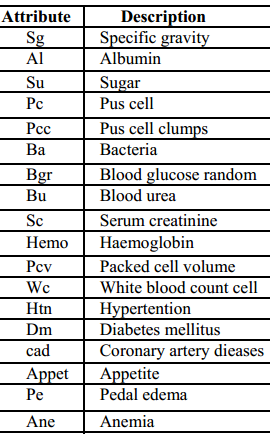 Attribute Description
Sg Specific gravity
Al Albumin
Su Sugar
Pc Pus cell
Pcc Pus cell clumps
Ba Bacteria
Bgr Blood glucose random
Bu Blood urea
Sc Serum creatinine
Hemo Haemoglobin
Pcv Packed cell volume
Wc White blood count cell
Htn Hypertention
Dm Diabetes mellitus
cad Coronary artery dieases
Appet Appetite
Pe Pedal edema
Ane Anemia